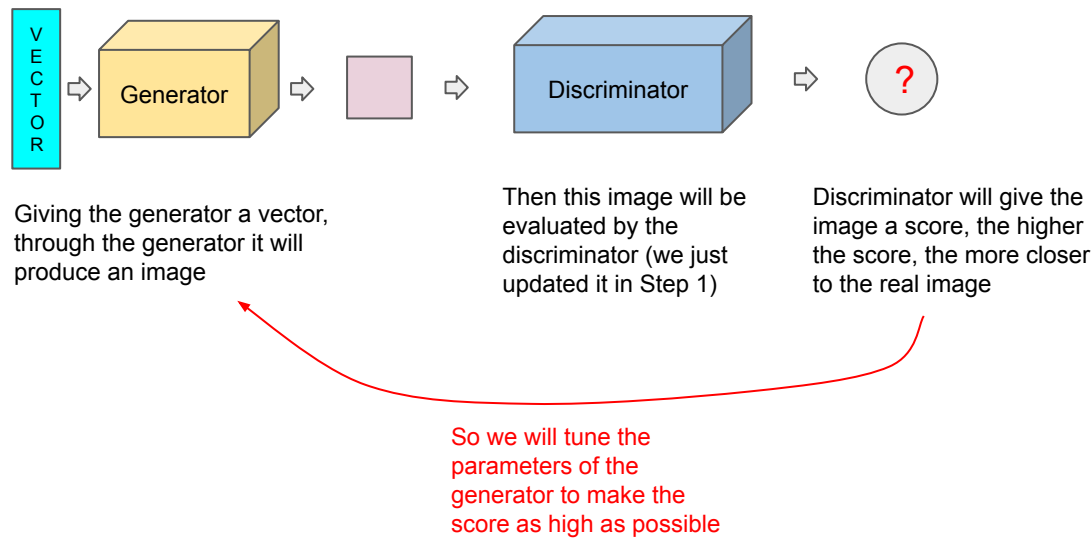 VECTOR
Generator
Discriminator
?
Giving the generator a vector,
through the generator it will
produce an image
Then this image will be
evaluated by the
discriminator (we just
updated it in Step 1)
Discriminator will give the
image a score, the higher
the score, the more closer
to the real image
So we will tune the
parameters of the
generator to make the
score as high as possible